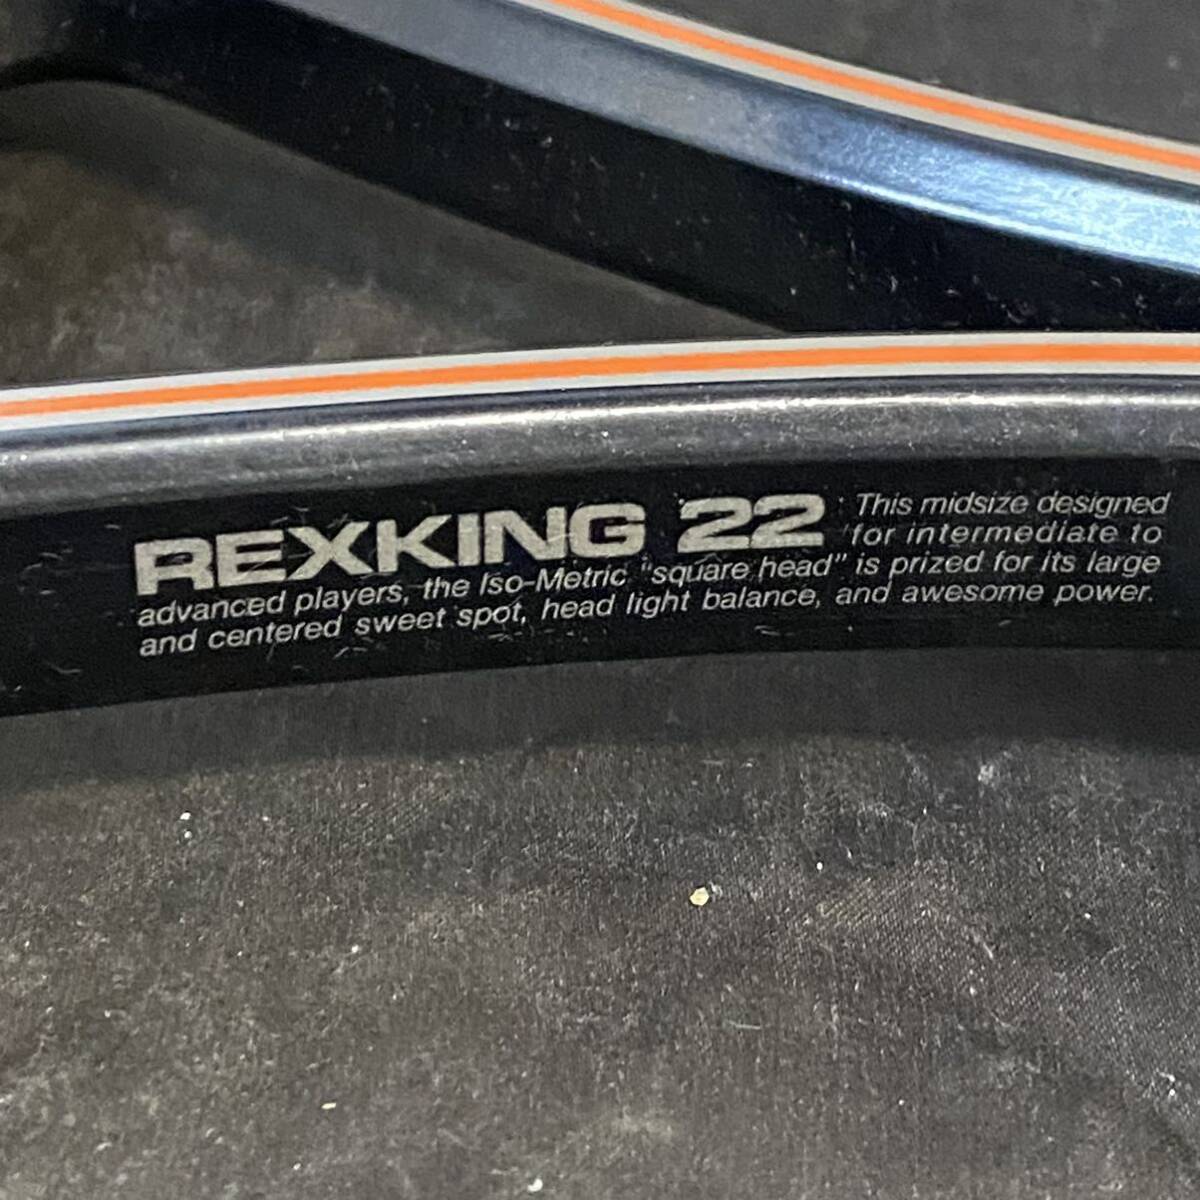 REXKING 22 : This midsize designed
for intermediate to
advanced players, the Iso-Metric "square head" is prized for its large
and centered sweet spot, head light balance, and awesome power.